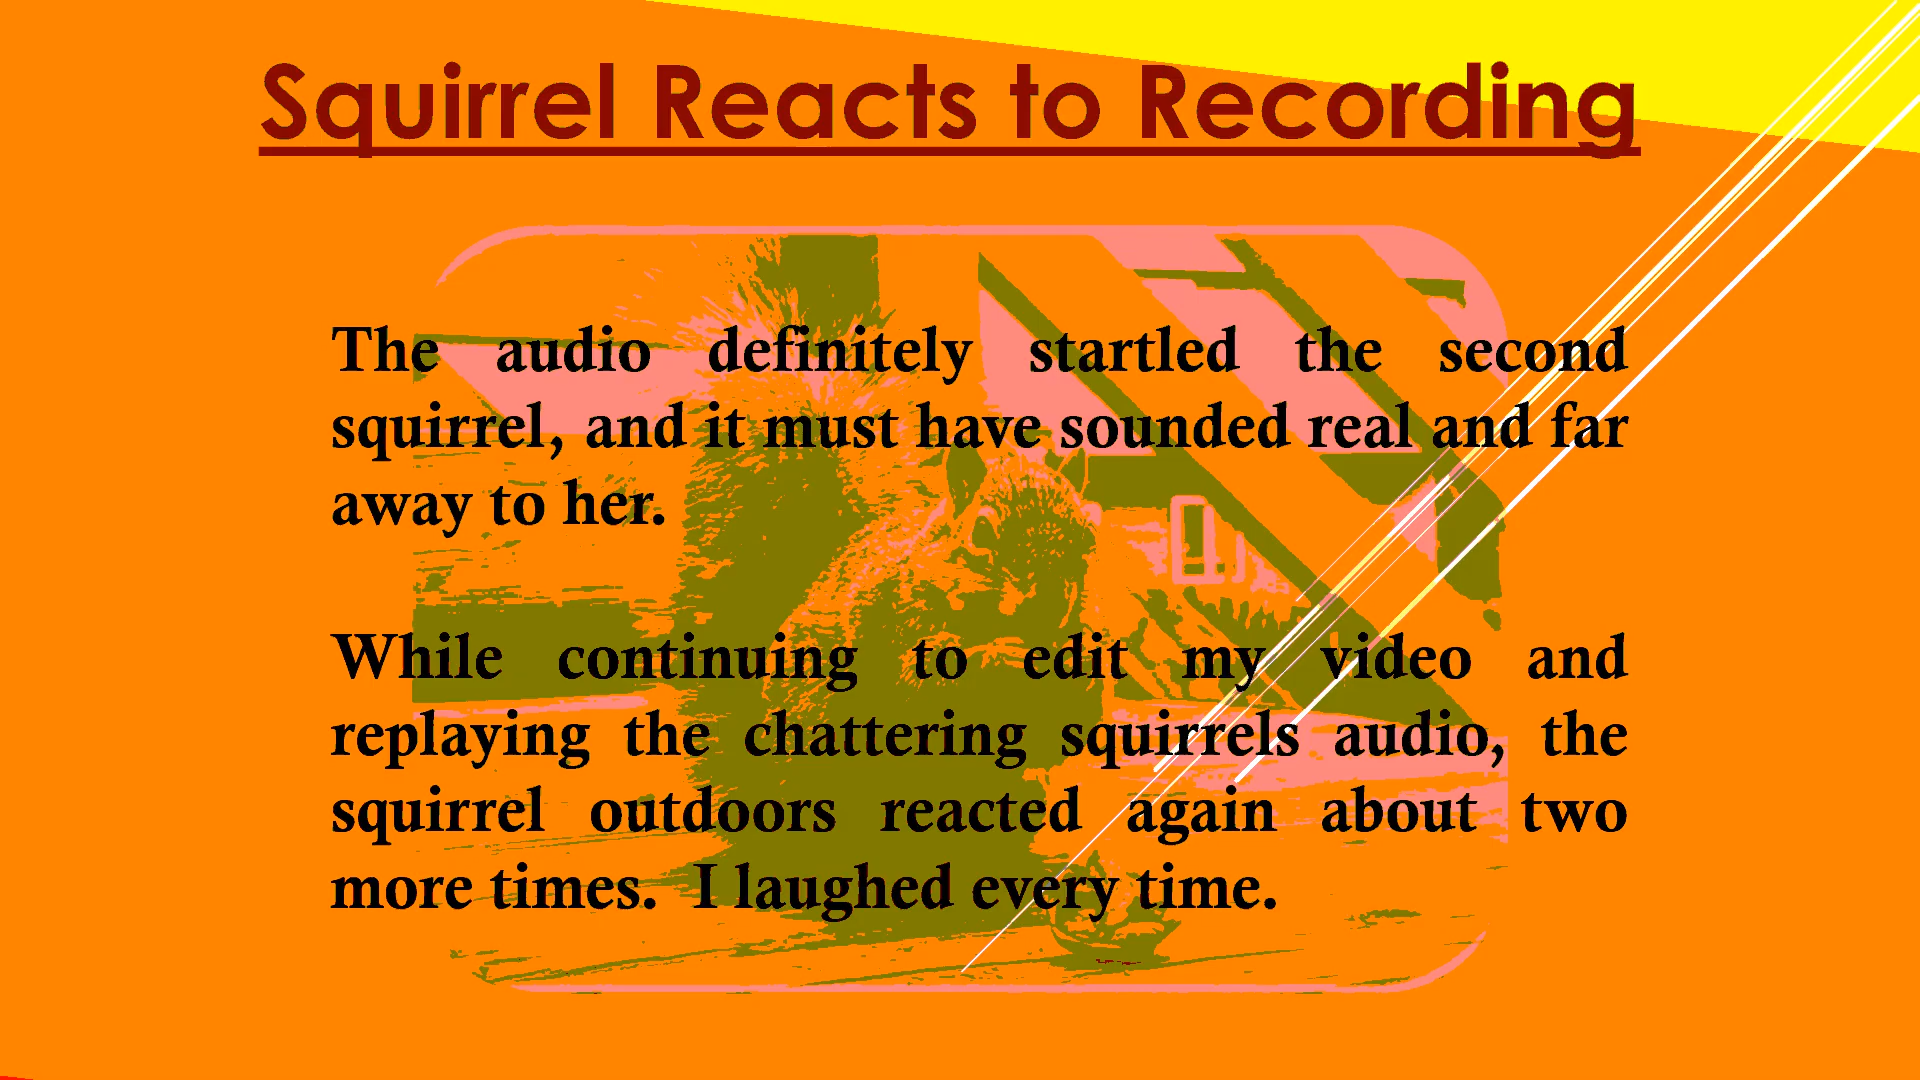 Squirrel Reacts to Recording
The audio definitely startled the second
squirrel, and it must have sounded real and far
away to her.
While continuing to edit my video and
replaying the chattering squirrels audio, the
squirrel outdoors reacted again about two
more times.  I laughed every time.